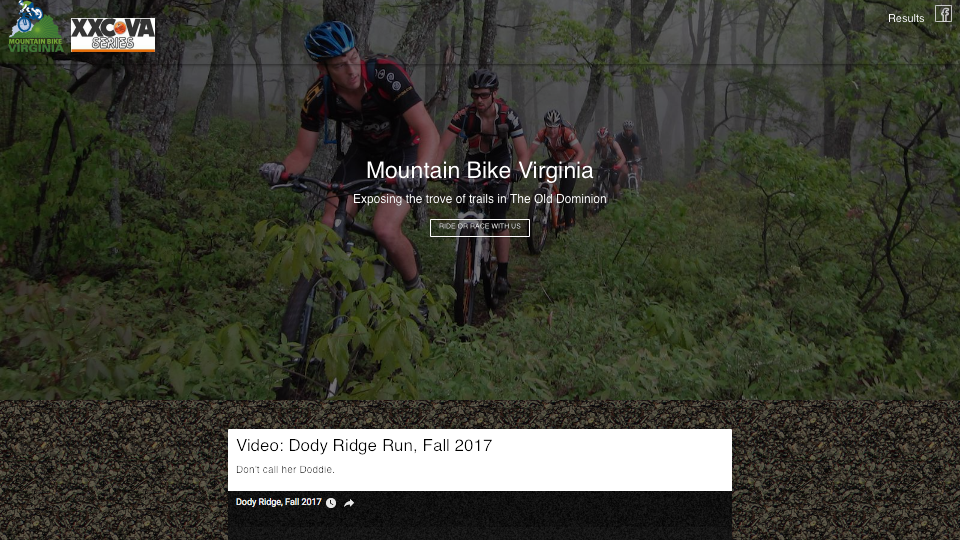 MOUNTAIN BIKE
VIRGINIA
XXCOVA
SERIES
Results
Mountain Bike Virginia
Exposing the trove of trails in The Old Dominion
RIDE OR RACE WITH US
Video: Dody Ridge Run, Fall 2017
Don't call her Doddie.
Dody Ridge, Fall 2017